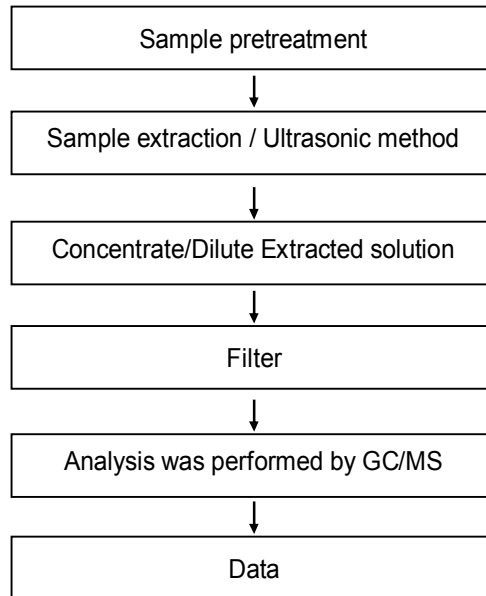 Sample pretreatment
Sample extraction / Ultrasonic method
Concentrate/Dilute Extracted solution
Filter
Analysis was performed by GC/MS
Data